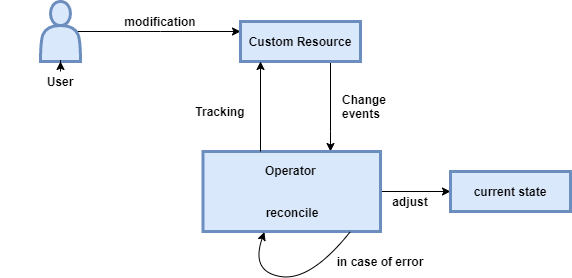 modification
Custom Resource
User
Tracking
Change
events
Operator
reconcile
adjust
current state
in case of error